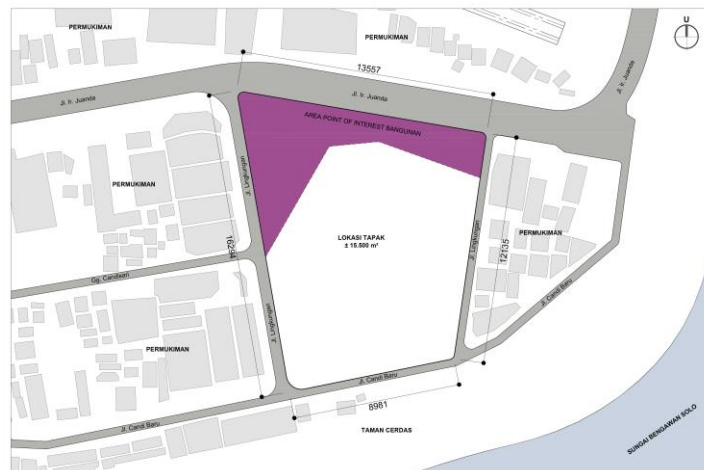 PERMUKIMAN
PERMUKIMAN
U
13557
Jl. Ir. Juanda
Jl. Ir. Juanda
Jl. Ir. Juanda
AREA POINT OF INTEREST BANGUNAN
Jl. Lingkungan
PERMUKIMAN
16294
LOKASI TAPAK
± 15.500 m²
Jl. Lingkungan
12135
PERMUKIMAN
Gg. Candisari
Jl. Candi Baru
Jl. Lingkungan
PERMUKIMAN
Jl. Candi Baru
8981
Jl. Candi Baru
TAMAN CERDAS
SUNGAI BENGAWAN SOLO